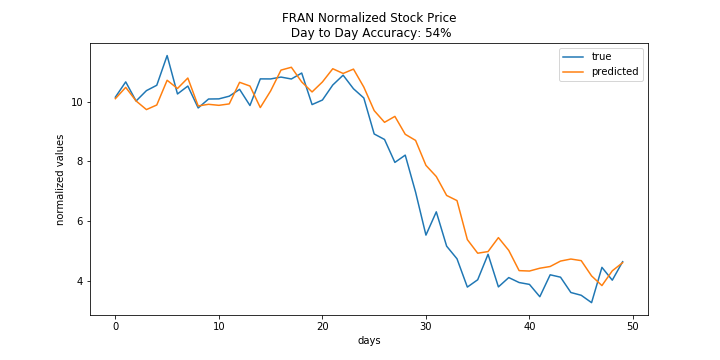 FRAN Normalized Stock Price
Day to Day Accuracy: 54%
true
predicted
normalized values
10
8
6
4
0
10
20
30
40
50
days